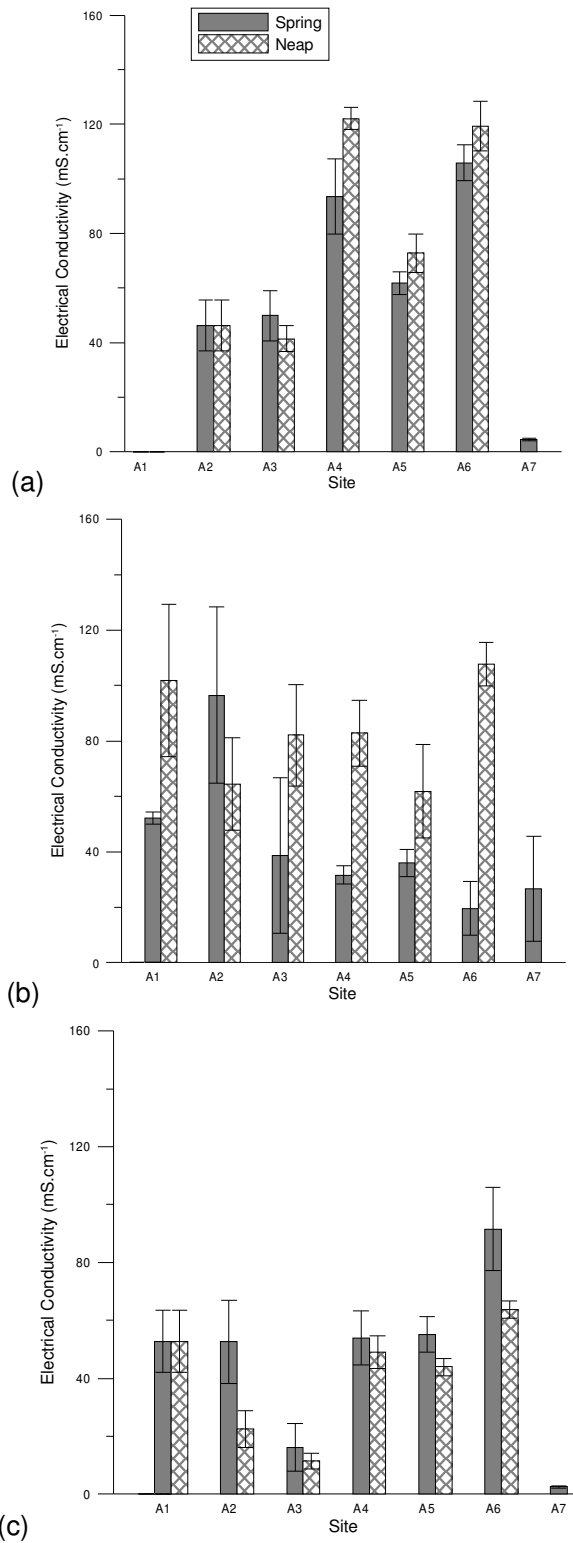 Spring
Neap
Electrical Conductivity (mS.cm⁻¹)
160
120
80
40
0
A1 A2 A3 A4 A5 A6 A7
Site
(a)
Electrical Conductivity (mS.cm⁻¹)
160
120
80
40
0
A1 A2 A3 A4 A5 A6 A7
Site
(b)
Electrical Conductivity (mS.cm⁻¹)
160
120
80
40
0
A1 A2 A3 A4 A5 A6 A7
Site
(c)